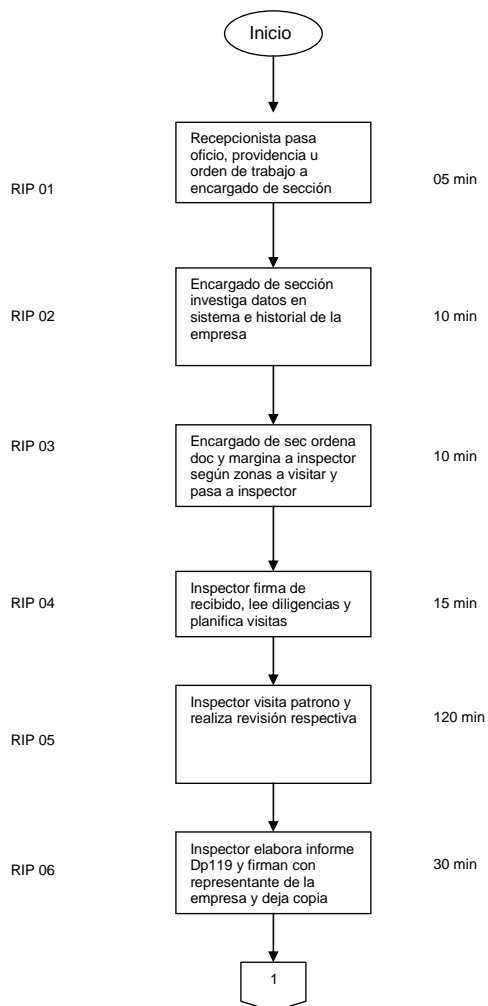 Inicio
Recepcionista pasa
oficio, providencia u
orden de trabajo a
encargado de sección
RIP 01
05 min
Encargado de sección
investiga datos en
sistema e historial de la
empresa
RIP 02
10 min
Encargado de sec ordena
doc y margina a inspector
según zonas a visitar y
pasa a inspector
RIP 03
10 min
Inspector firma de
recibido, lee diligencias y
planifica visitas
RIP 04
15 min
Inspector visita patrono y
realiza revisión respectiva
RIP 05
120 min
Inspector elabora informe
Dp119 y firman con
representante de la
empresa y deja copia
RIP 06
30 min
1